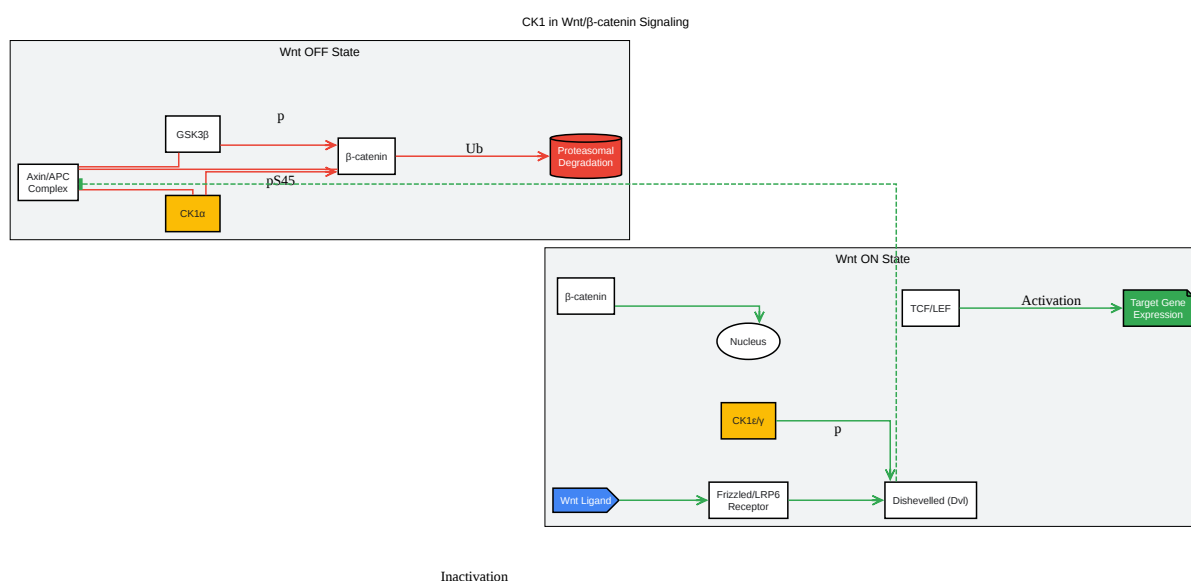 CK1 in Wnt/β-catenin Signaling
Wnt OFF State
p
GSK3β
Ub
β-catenin
Proteasomal
Degradation
Axin/APC
Complex
pS45
CK1α
Wnt ON State
β-catenin
TCF/LEF
Activation
Target Gene
Expression
Nucleus
CK1ε/γ
p
Wnt Ligand
Frizzled/LRP6
Receptor
Dishevelled (Dvl)
Inactivation